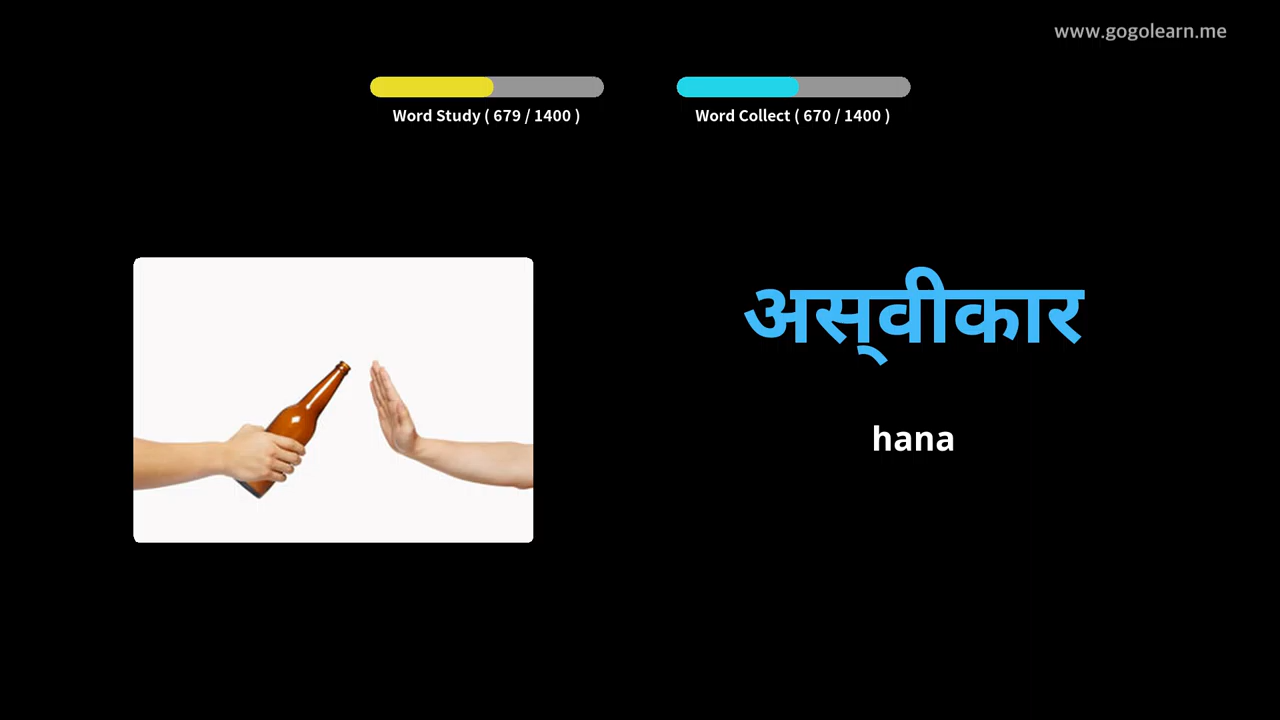 www.gogolearn.me
Word Study ( 679 / 1400 )
Word Collect ( 670 / 1400 )
अस्‌वीकार
hana